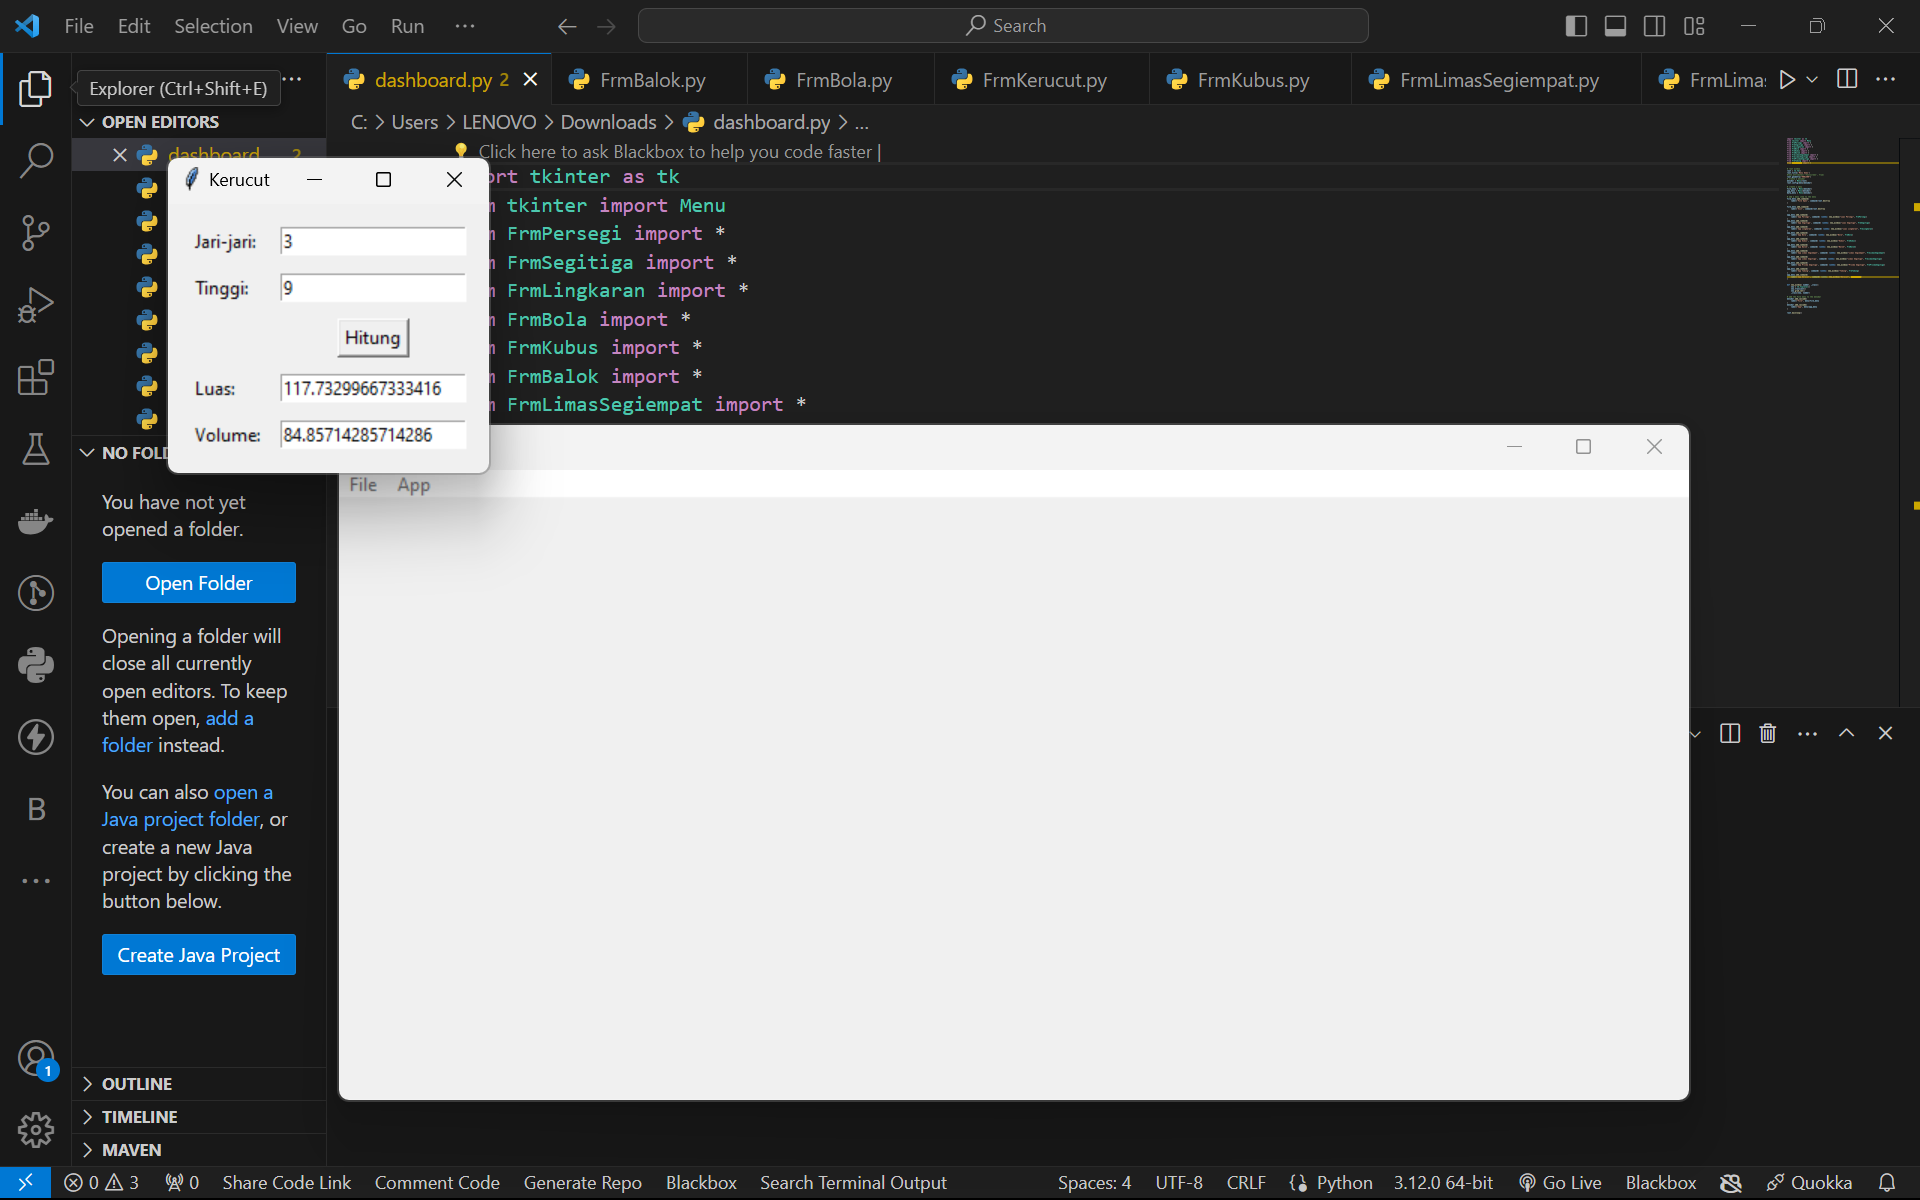 File Edit Selection View Go Run ··· Search
Explorer (Ctrl+Shift+E) ···
dashboard.py 2 FrmBalok.py FrmBola.py FrmKerucut.py FrmKubus.py FrmLimasSegiempat.py FrmLimas
OPEN EDITORS
C: > Users > LENOVO > Downloads > dashboard.py > ...
dashboard 2
Click here to ask Blackbox to help you code faster |
Kerucut
Jari-jari: 3
Tinggi: 9
Hitung
Luas: 117.73299667333416
Volume: 84.85714285714286
ort tkinter as tk
m tkinter import Menu
m FrmPersegi import *
m FrmSegitiga import *
m FrmLingkaran import *
m FrmBola import *
m FrmKubus import *
m FrmBalok import *
m FrmLimasSegiempat import *
NO FOLD
File App
You have not yet
opened a folder.
Open Folder
Opening a folder will
close all currently
open editors. To keep
them open, add a
folder instead.
You can also open a
Java project folder, or
create a new Java
project by clicking the
button below.
Create Java Project
B
1
OUTLINE
TIMELINE
MAVEN
0 3 0 Share Code Link Comment Code Generate Repo Blackbox Search Terminal Output Spaces: 4 UTF-8 CRLF Python 3.12.0 64-bit Go Live Blackbox Quokka